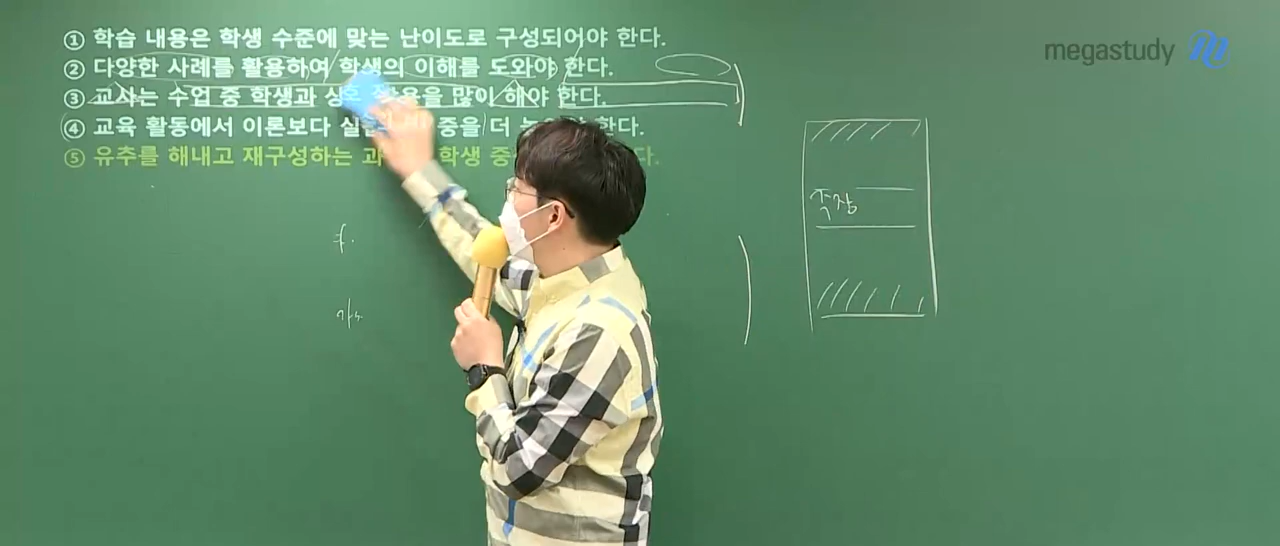 ① 학습 내용은 학생 수준에 맞는 난이도로 구성되어야 한다.
② 다양한 사례를 활용하여 학생의 이해를 도와야 한다.
③ 교사는 수업 중 학생과 상호 작용을 많이 해야 한다.
④ 교육 활동에서 이론보다 중을 더 한다.
⑤ 유추를 해내고 재구성하는 학생
megastudy
주장